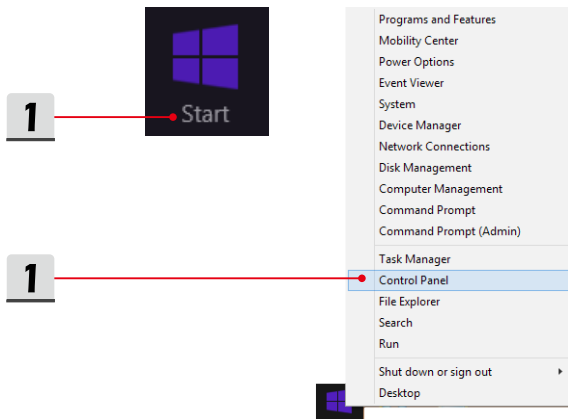 1
Start
1
Programs and Features
Mobility Center
Power Options
Event Viewer
System
Device Manager
Network Connections
Disk Management
Computer Management
Command Prompt
Command Prompt (Admin)
Task Manager
Control Panel
File Explorer
Search
Run
Shut down or sign out
Desktop